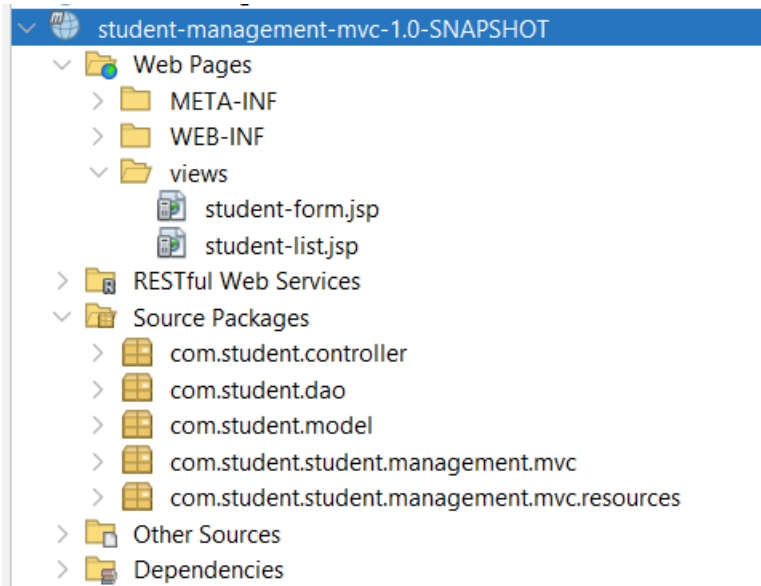 student-management-mvc-1.0-SNAPSHOT
Web Pages
META-INF
WEB-INF
views
student-form.jsp
student-list.jsp
RESTful Web Services
Source Packages
com.student.controller
com.student.dao
com.student.model
com.student.student.management.mvc
com.student.student.management.mvc.resources
Other Sources
Dependencies